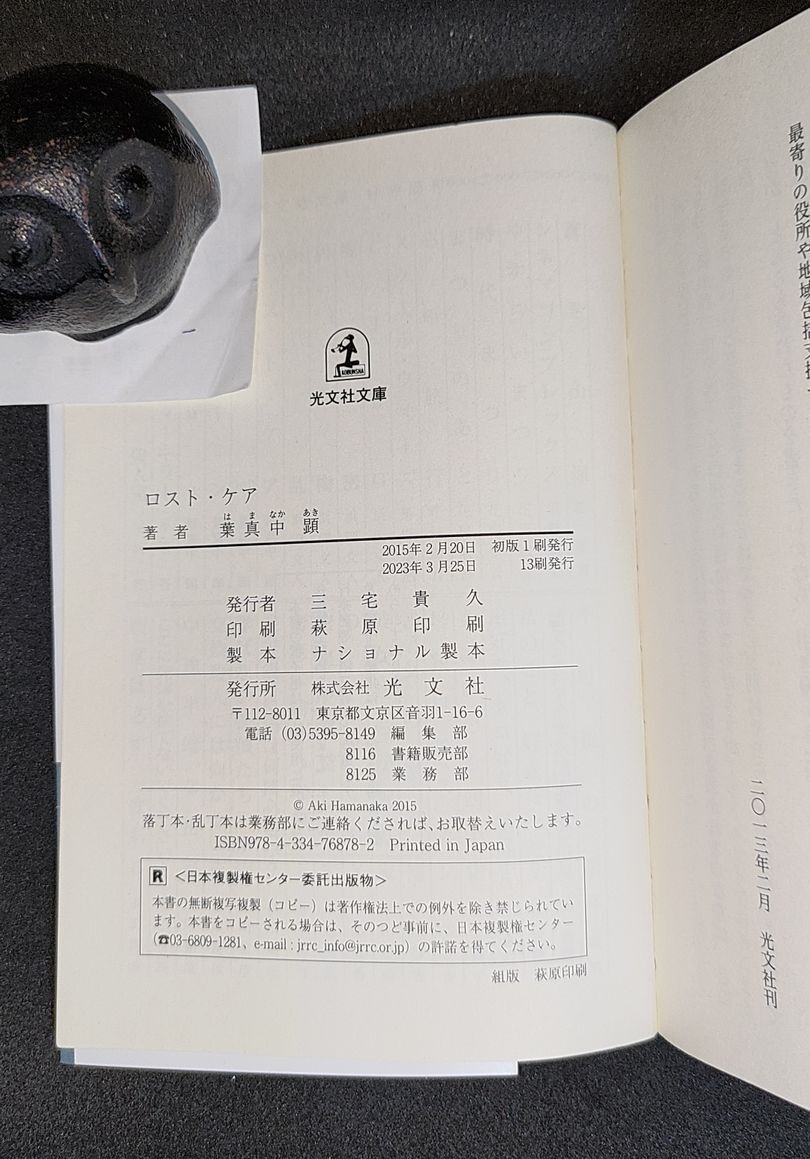 最寄りの役所や地域包括支援
二〇一三年二月　光文社刊
KOBUNSHA
光文社文庫
ロスト・ケア
著者　葉真中顕
はまなかあき
2015年2月20日　初版1刷発行
2023年3月25日　13刷発行
発行者　三宅貴久
印刷　萩原印刷
製本　ナショナル製本
発行所　株式会社 光文社
〒112-8011　東京都文京区音羽1-16-6
電話 (03)5395-8149　編集部
8116　書籍販売部
8125　業務部
© Aki Hamanaka 2015
落丁本・乱丁本は業務部にご連絡くだされば、お取替えいたします。
ISBN978-4-334-76878-2　Printed in Japan
R ＜日本複製権センター委託出版物＞
本書の無断複写複製（コピー）は著作権法上での例外を除き禁じられてい
ます。本書をコピーされる場合は、そのつど事前に、日本複製権センター
（☎03-6809-1281、e-mail : jrrc_info@jrrc.or.jp）の許諾を得てください。
組版　萩原印刷